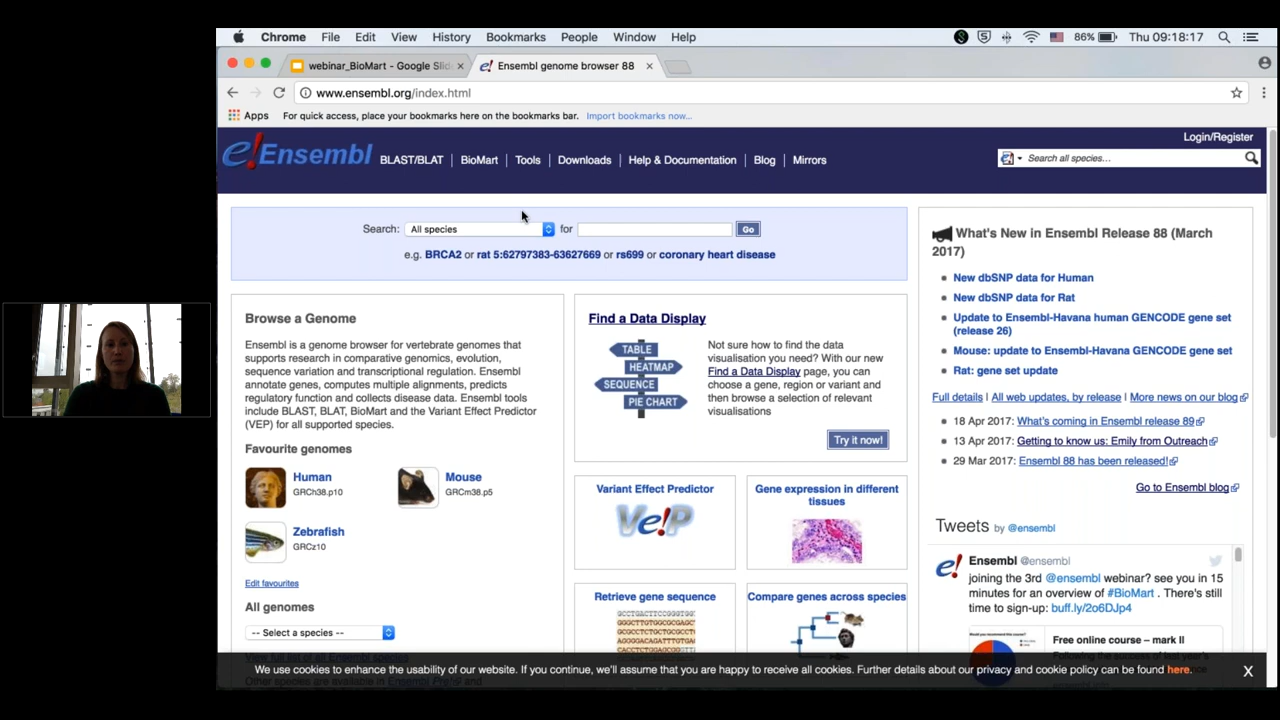 Chrome File Edit View History Bookmarks People Window Help 86% Thu 09:18:17
webinar_BioMart - Google Slid × Ensembl genome browser 88 ×
www.ensembl.org/index.html
Apps For quick access, place your bookmarks here on the bookmarks bar. Import bookmarks now...
Login/Register
e!Ensembl BLAST/BLAT | BioMart | Tools | Downloads | Help & Documentation | Blog | Mirrors
Search all species...
Search: All species for Go
e.g. BRCA2 or rat 5:62797383-63627669 or rs699 or coronary heart disease
Browse a Genome
Ensembl is a genome browser for vertebrate genomes that
supports research in comparative genomics, evolution,
sequence variation and transcriptional regulation. Ensembl
annotate genes, computes multiple alignments, predicts
regulatory function and collects disease data. Ensembl tools
include BLAST, BLAT, BioMart and the Variant Effect Predictor
(VEP) for all supported species.
Favourite genomes
Human
GRCh38.p10
Mouse
GRCm38.p5
Zebrafish
GRCz10
Edit favourites
All genomes
-- Select a species --
Find a Data Display
TABLE
HEATMAP
SEQUENCE
PIE CHART
Not sure how to find the data
visualisation you need? With our new
Find a Data Display page, you can
choose a gene, region or variant and
then browse a selection of relevant
visualisations
Try it now!
Variant Effect Predictor
Ve!P
Gene expression in different
tissues
Retrieve gene sequence
Compare genes across species
What's New in Ensembl Release 88 (March
2017)
New dbSNP data for Human
New dbSNP data for Rat
Update to Ensembl-Havana human GENCODE gene set
(release 26)
Mouse: update to Ensembl-Havana GENCODE gene set
Rat: gene set update
Full details | All web updates, by release | More news on our blog
18 Apr 2017: What's coming in Ensembl release 89
13 Apr 2017: Getting to know us: Emily from Outreach
29 Mar 2017: Ensembl 88 has been released!
Go to Ensembl blog
Tweets by @ensembl
Ensembl @ensembl
joining the 3rd @ensembl webinar? see you in 15
minutes for an overview of #BioMart . There's still
time to sign-up: buff.ly/2o6DJp4
Free online course – mark II
We use cookies to enhance the usability of our website. If you continue, we'll assume that you are happy to receive all cookies. Further details about our privacy and cookie policy can be found here. X